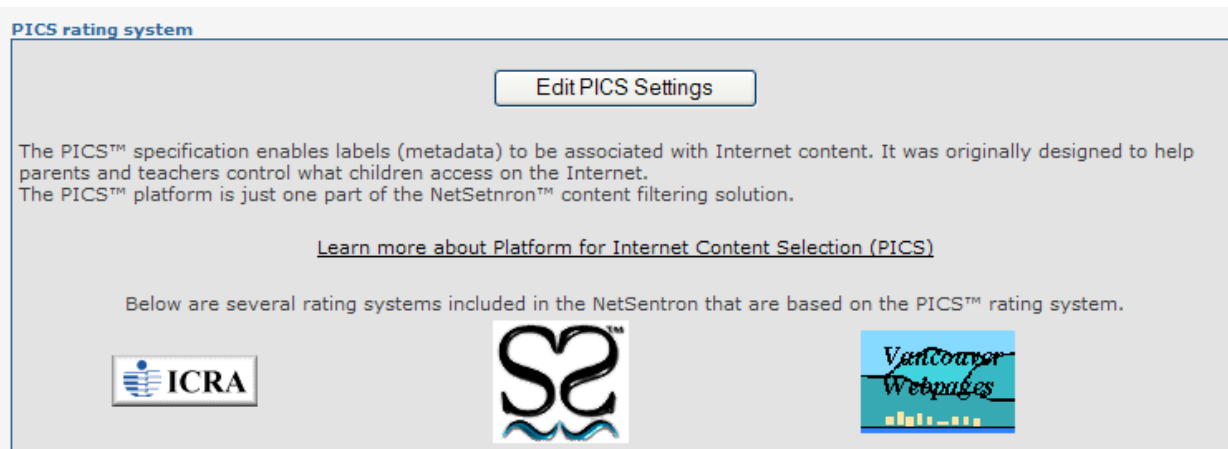 PICS rating system
Edit PICS Settings
The PICS™ specification enables labels (metadata) to be associated with Internet content. It was originally designed to help
parents and teachers control what children access on the Internet.
The PICS™ platform is just one part of the NetSetnron™ content filtering solution.
Learn more about Platform for Internet Content Selection (PICS)
Below are several rating systems included in the NetSentron that are based on the PICS™ rating system.
ICRA
SS™
Vancouver
Webpages